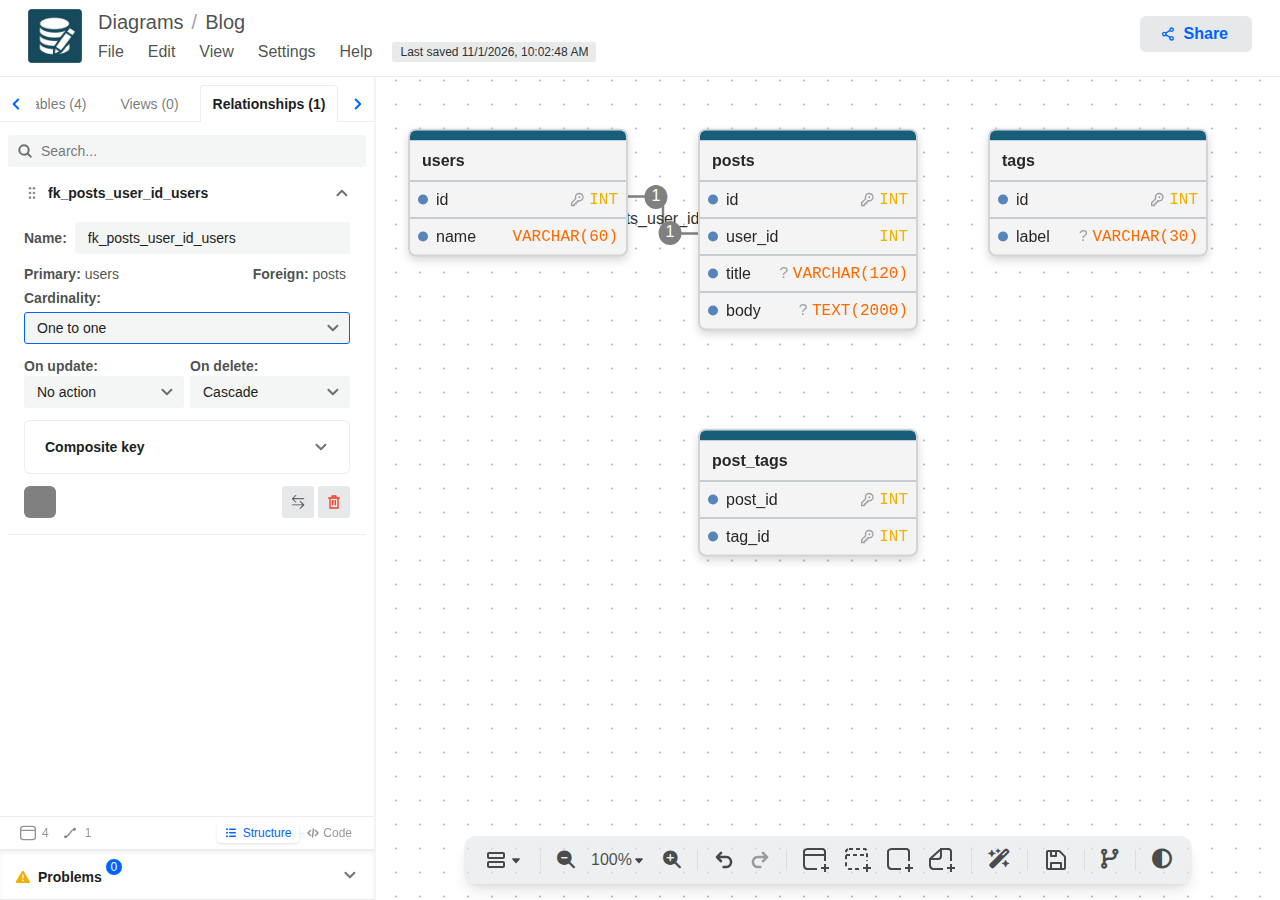 Diagrams / Blog
File Edit View Settings Help Last saved 11/1/2026, 10:02:48 AM
Share
ables (4) Views (0) Relationships (1)
Search...
fk_posts_user_id_users
Name: fk_posts_user_id_users
Primary: users Foreign: posts
Cardinality:
One to one
On update: On delete:
No action Cascade
Composite key
4 1 Structure Code
Problems 0
users
id INT
name VARCHAR(60)
1
ts_user_id
1
posts
id INT
user_id INT
title ? VARCHAR(120)
body ? TEXT(2000)
tags
id INT
label ? VARCHAR(30)
post_tags
post_id INT
tag_id INT
100%